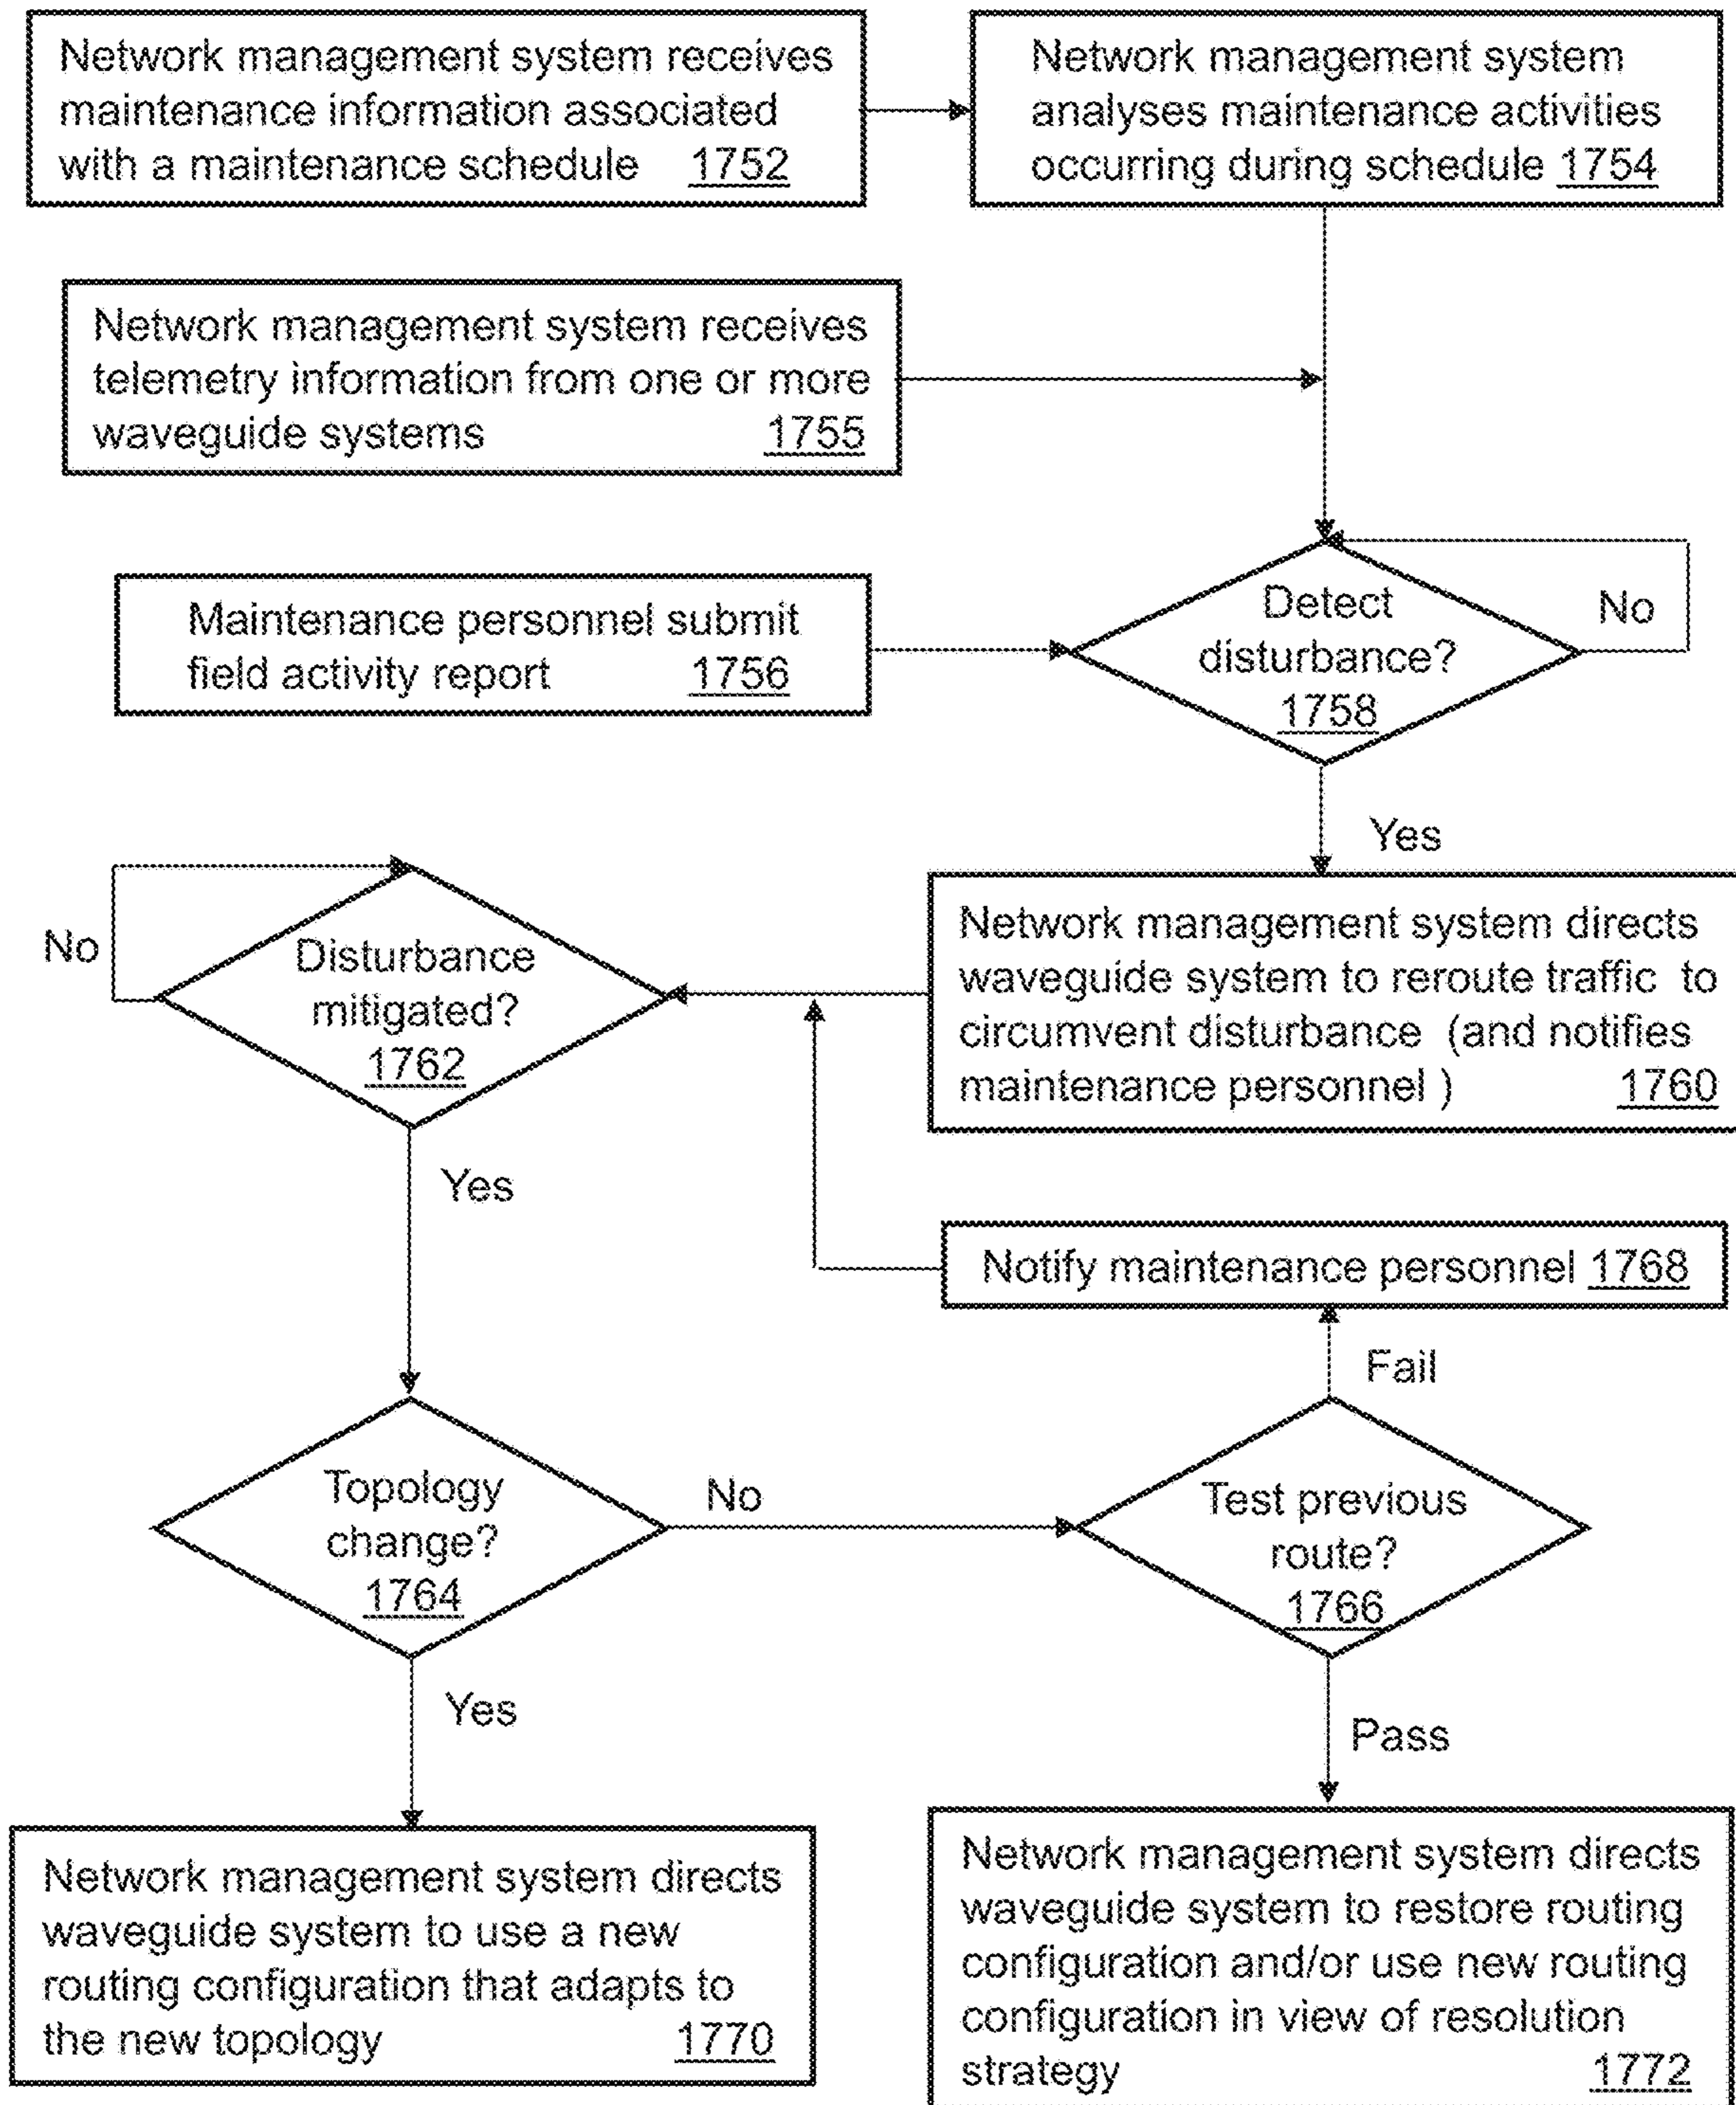 Network management system receives
maintenance information associated
with a maintenance schedule 1752
Network management system
analyses maintenance activities
occurring during schedule 1754
Network management system receives
telemetry information from one or more
waveguide systems 1755
Maintenance personnel submit
field activity report 1756
Detect
disturbance?
1758
No
Yes
Network management system directs
waveguide system to reroute traffic to
circumvent disturbance (and notifies
maintenance personnel ) 1760
No
Disturbance
mitigated?
1762
Yes
Notify maintenance personnel 1768
Fail
Topology
change?
1764
No
Test previous
route?
1766
Yes
Pass
Network management system directs
waveguide system to use a new
routing configuration that adapts to
the new topology 1770
Network management system directs
waveguide system to restore routing
configuration and/or use new routing
configuration in view of resolution
strategy 1772